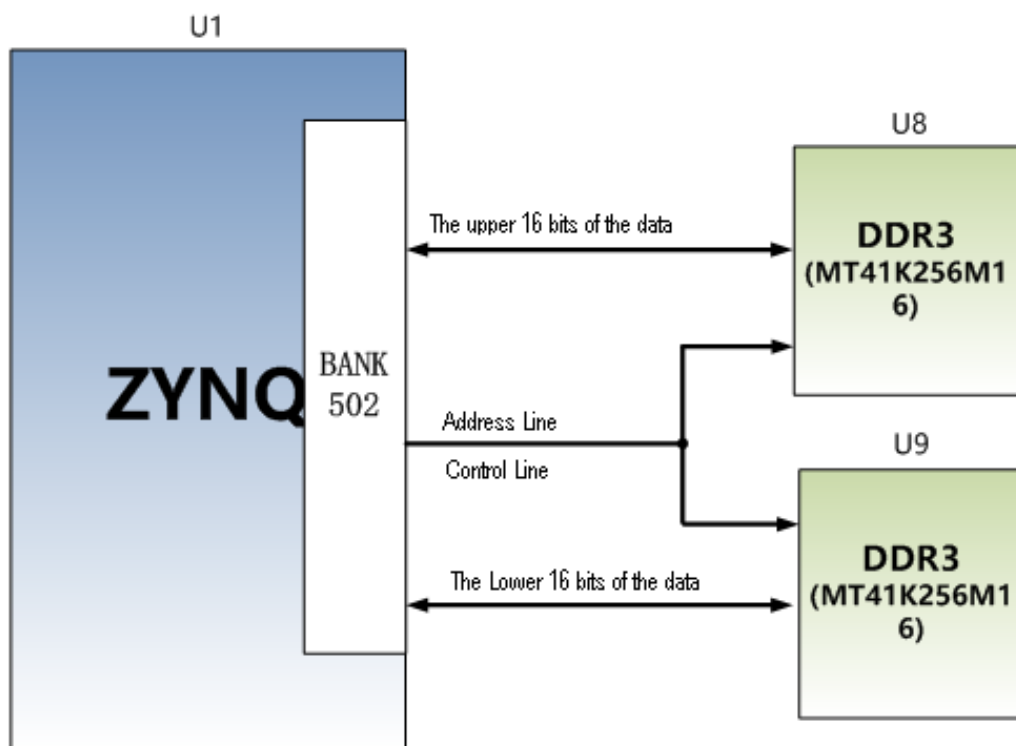 U1
U8
The upper 16 bits of the data
DDR3
(MT41K256M1
6)
ZYNQ
BANK
502
Address Line
Control Line
U9
The Lower 16 bits of the data
DDR3
(MT41K256M1
6)